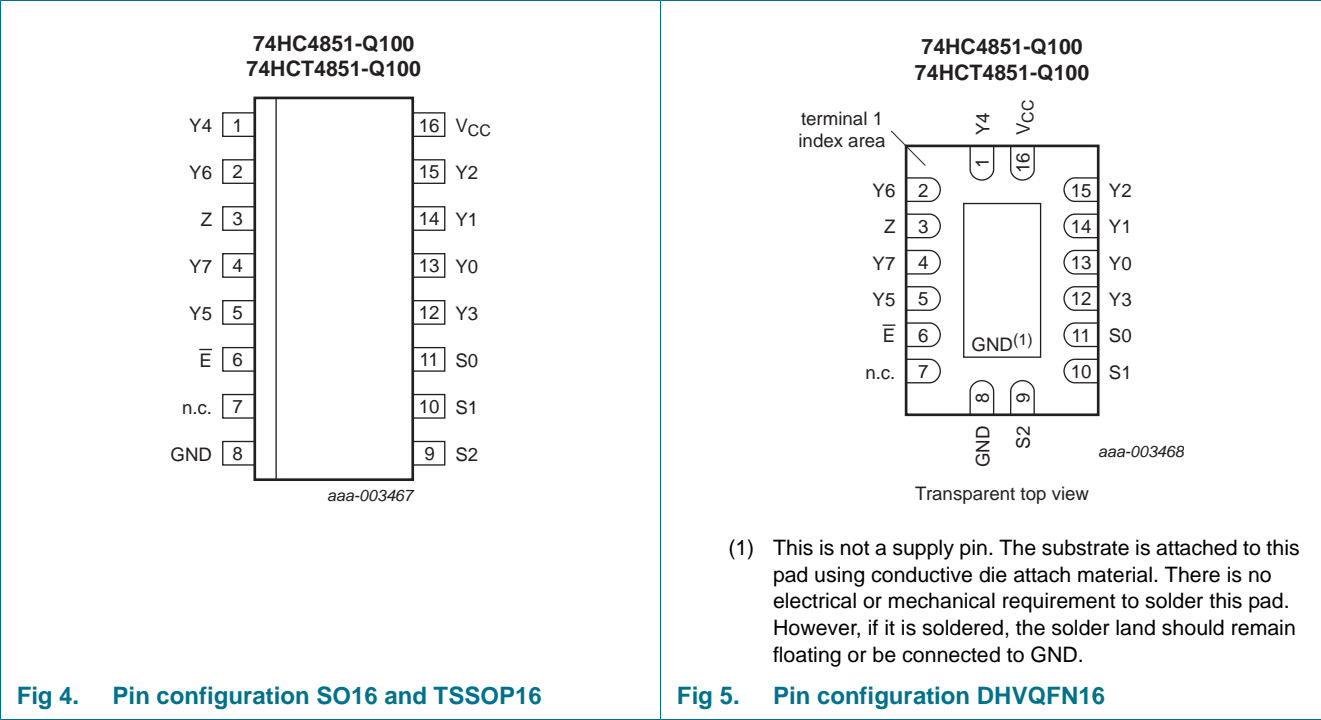 74HC4851-Q100
74HCT4851-Q100
Y4 1 16 VCC
Y6 2 15 Y2
Z 3 14 Y1
Y7 4 13 Y0
Y5 5 12 Y3
E̅ 6 11 S0
n.c. 7 10 S1
GND 8 9 S2
aaa-003467
Fig 4. Pin configuration SO16 and TSSOP16
74HC4851-Q100
74HCT4851-Q100
terminal 1
index area
Y4 VCC
1 16
Y6 2 15 Y2
Z 3 14 Y1
Y7 4 13 Y0
Y5 5 12 Y3
E̅ 6 11 S0
GND(1)
n.c. 7 10 S1
8 9
GND S2
aaa-003468
Transparent top view
(1) This is not a supply pin. The substrate is attached to this
pad using conductive die attach material. There is no
electrical or mechanical requirement to solder this pad.
However, if it is soldered, the solder land should remain
floating or be connected to GND.
Fig 5. Pin configuration DHVQFN16